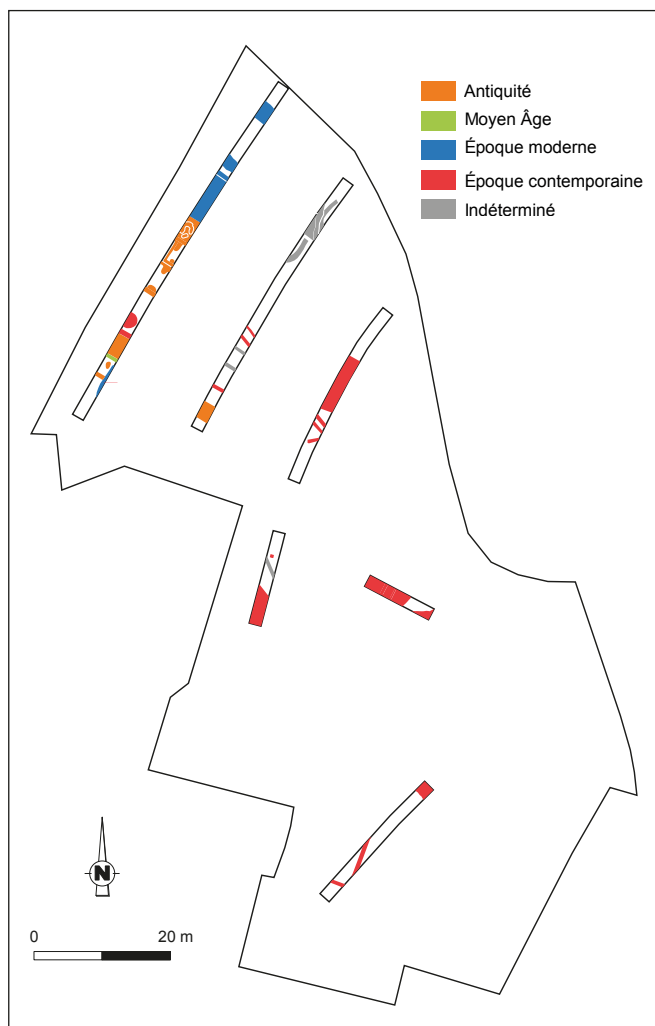 Antiquité
Moyen Âge
Époque moderne
Époque contemporaine
Indéterminé
N
0 20 m